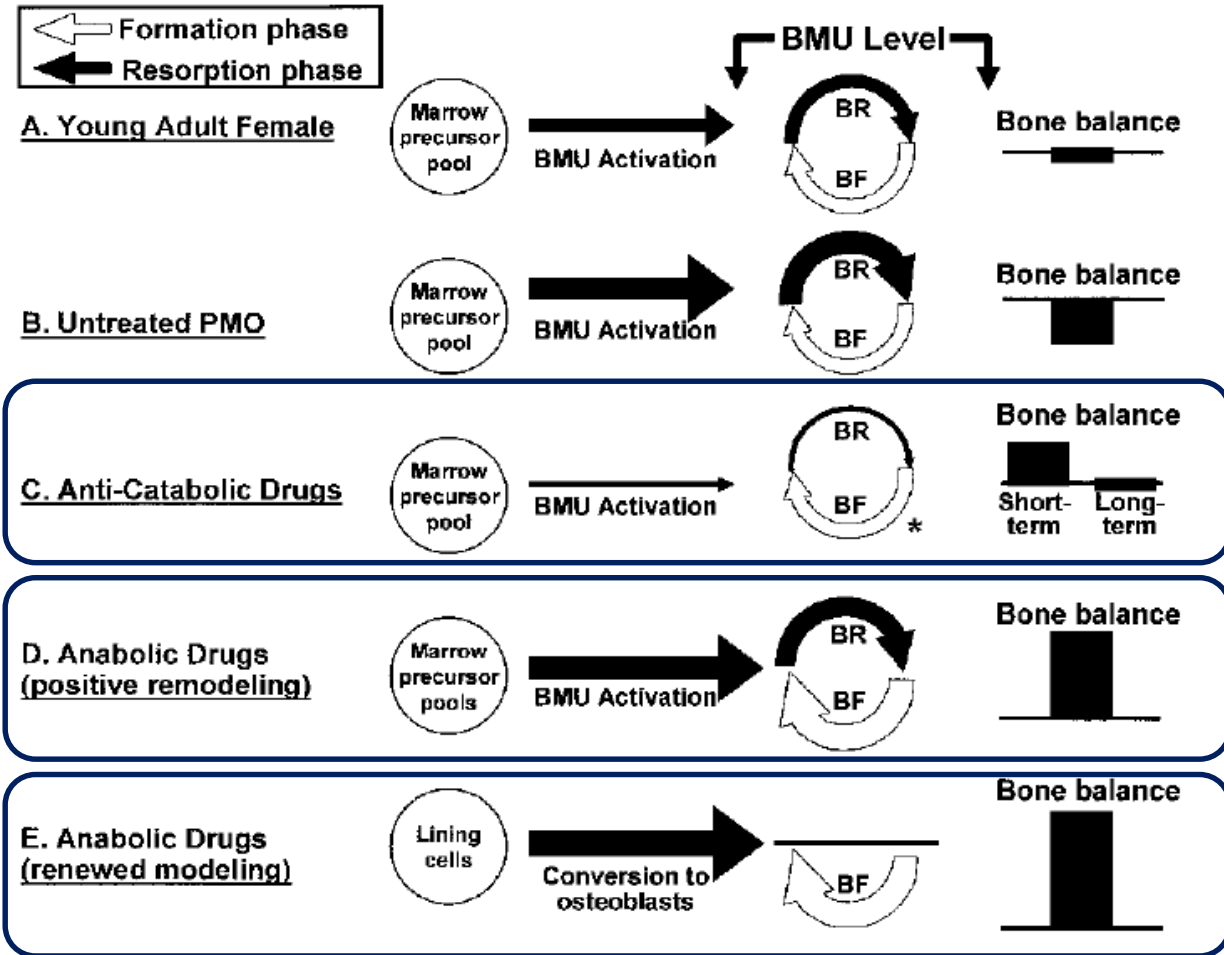 Formation phase
Resorption phase
BMU Level
A. Young Adult Female
Marrow
precursor
pool
BMU Activation
BR
BF
Bone balance
B. Untreated PMO
Marrow
precursor
pool
BMU Activation
BR
BF
Bone balance
C. Anti-Catabolic Drugs
Marrow
precursor
pool
BMU Activation
BR
BF
*
Bone balance
Short-
term
Long-
term
D. Anabolic Drugs
(positive remodeling)
Marrow
precursor
pools
BMU Activation
BR
BF
Bone balance
E. Anabolic Drugs
(renewed modeling)
Lining
cells
Conversion to
osteoblasts
BF
Bone balance